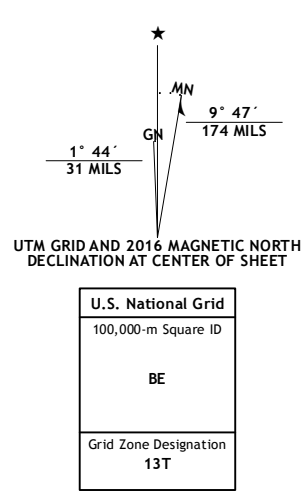 ★
MN
GN
9° 47´
174 MILS
1° 44´
31 MILS
UTM GRID AND 2016 MAGNETIC NORTH
DECLINATION AT CENTER OF SHEET
U.S. National Grid
100,000-m Square ID
BE
Grid Zone Designation
13T